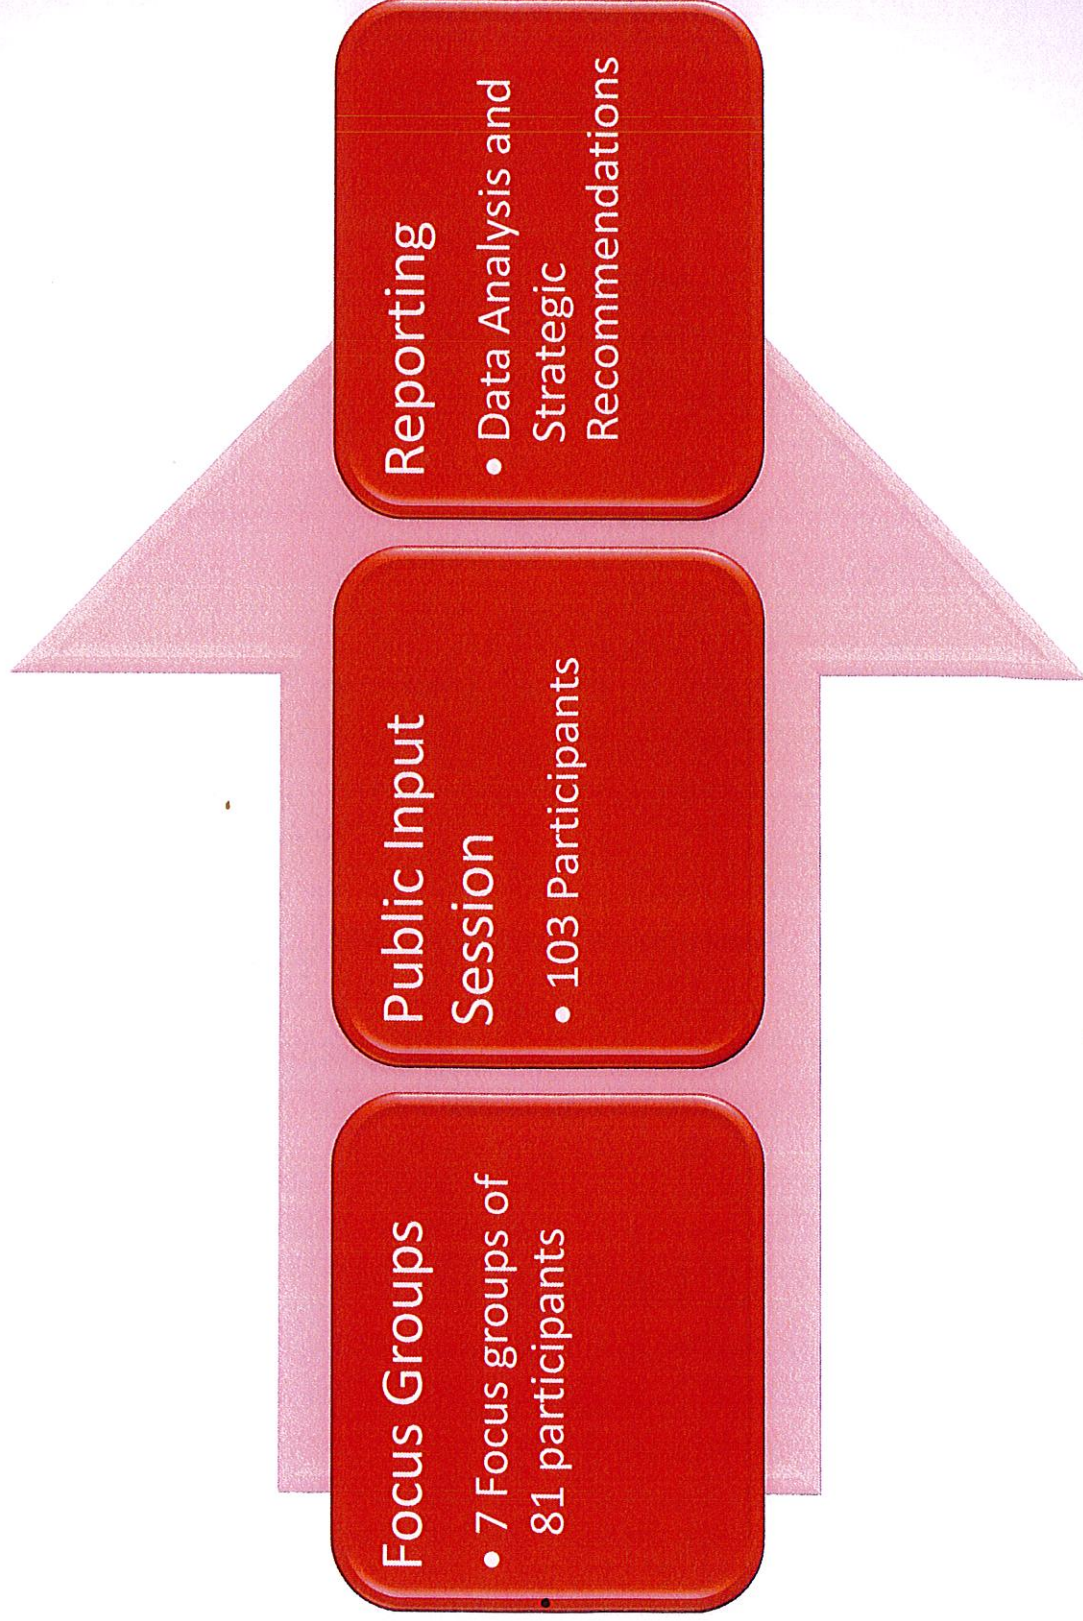 Focus Groups
• 7 Focus groups of
81 participants
Public Input
Session
• 103 Participants
Reporting
• Data Analysis and
Strategic
Recommendations